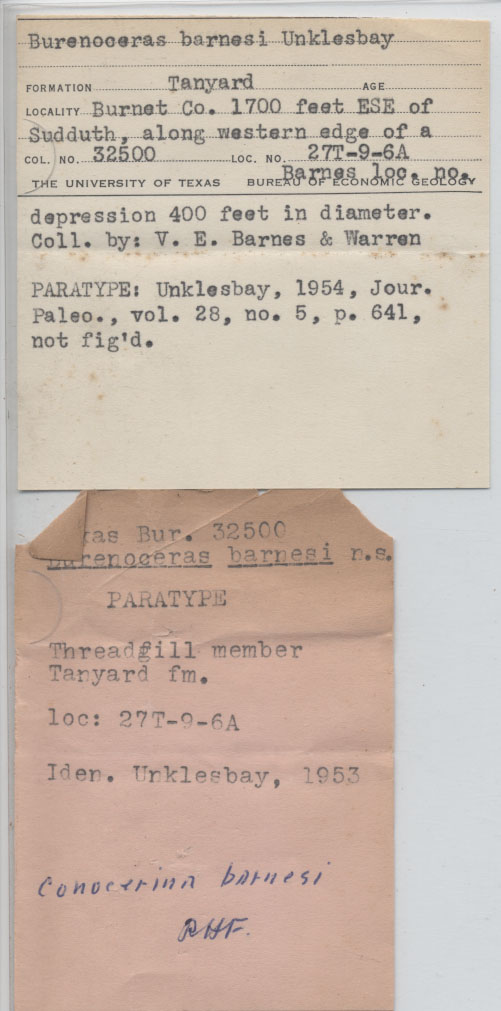 Burenoceras barnesi Unklesbay
FORMATION Tanyard AGE
LOCALITY Burnet Co. 1700 feet ESE of
Sudduth, along western edge of a
COL. NO. 32500 LOC. NO. 27T-9-6A
Barnes loc. no.
THE UNIVERSITY OF TEXAS BUREAU OF ECONOMIC GEOLOGY
depression 400 feet in diameter.
Coll. by: V. E. Barnes & Warren
PARATYPE: Unklesbay, 1954, Jour.
Paleo., vol. 28, no. 5, p. 641,
not fig'd.
xas Bur. 32500
Burenoceras barnesi n.s.
PARATYPE
Threadgill member
Tanyard fm.
loc: 27T-9-6A
Iden. Unklesbay, 1953
Conocerina barnesi
RHF.